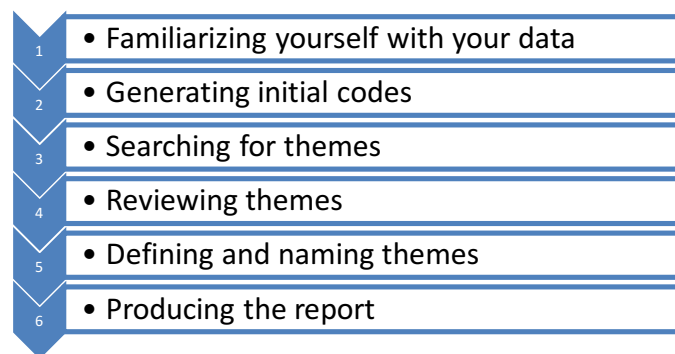 1 • Familiarizing yourself with your data
2 • Generating initial codes
3 • Searching for themes
4 • Reviewing themes
5 • Defining and naming themes
6 • Producing the report